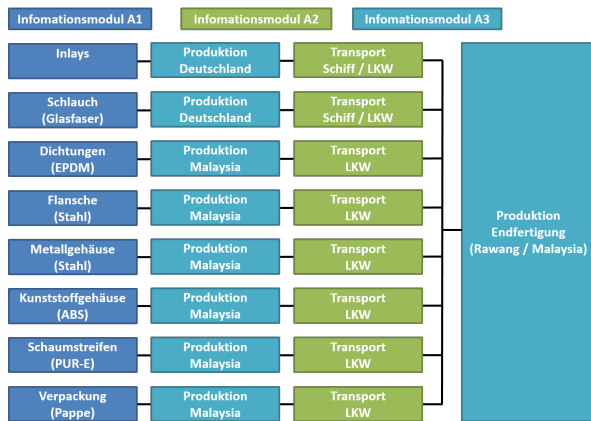 Infomationsmodul A1
Infomationsmodul A2
Infomationsmodul A3
Inlays
Produktion
Deutschland
Transport
Schiff / LKW
Schlauch
(Glasfaser)
Produktion
Deutschland
Transport
Schiff / LKW
Dichtungen
(EPDM)
Produktion
Malaysia
Transport
LKW
Flansche
(Stahl)
Produktion
Malaysia
Transport
LKW
Metallgehäuse
(Stahl)
Produktion
Malaysia
Transport
LKW
Kunststoffgehäuse
(ABS)
Produktion
Malaysia
Transport
LKW
Schaumstreifen
(PUR-E)
Produktion
Malaysia
Transport
LKW
Verpackung
(Pappe)
Produktion
Malaysia
Transport
LKW
Produktion
Endfertigung
(Rawang / Malaysia)